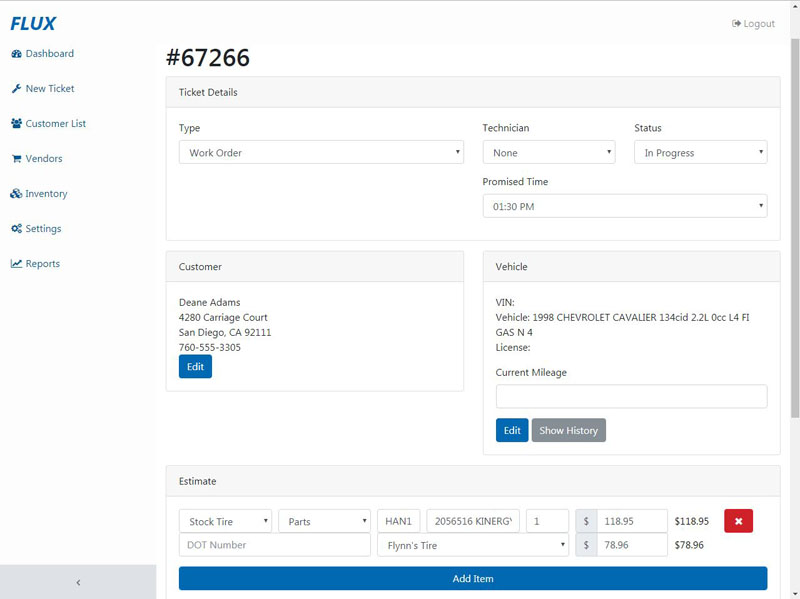 FLUX
Logout
Dashboard
New Ticket
Customer List
Vendors
Inventory
Settings
Reports
#67266
Ticket Details
Type
Technician
Status
Work Order
None
In Progress
Promised Time
01:30 PM
Customer
Deane Adams
4280 Carriage Court
San Diego, CA 92111
760-555-3305
Edit
Vehicle
VIN:
Vehicle: 1998 CHEVROLET CAVALIER 134cid 2.2L 0cc L4 FI
GAS N 4
License:
Current Mileage
Edit
Show History
Estimate
Stock Tire
Parts
HAN1
2056516 KINERGY
1
$
118.95
$118.95
DOT Number
Flynn's Tire
$
78.96
$78.96
Add Item